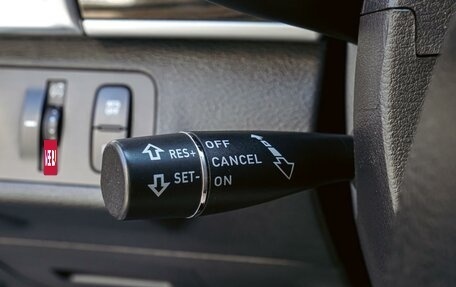 RES+
SET-
OFF
CANCEL
ON